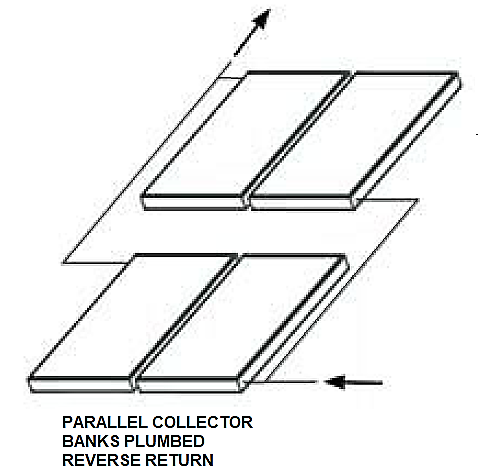 PARALLEL COLLECTOR
BANKS PLUMBED
REVERSE RETURN